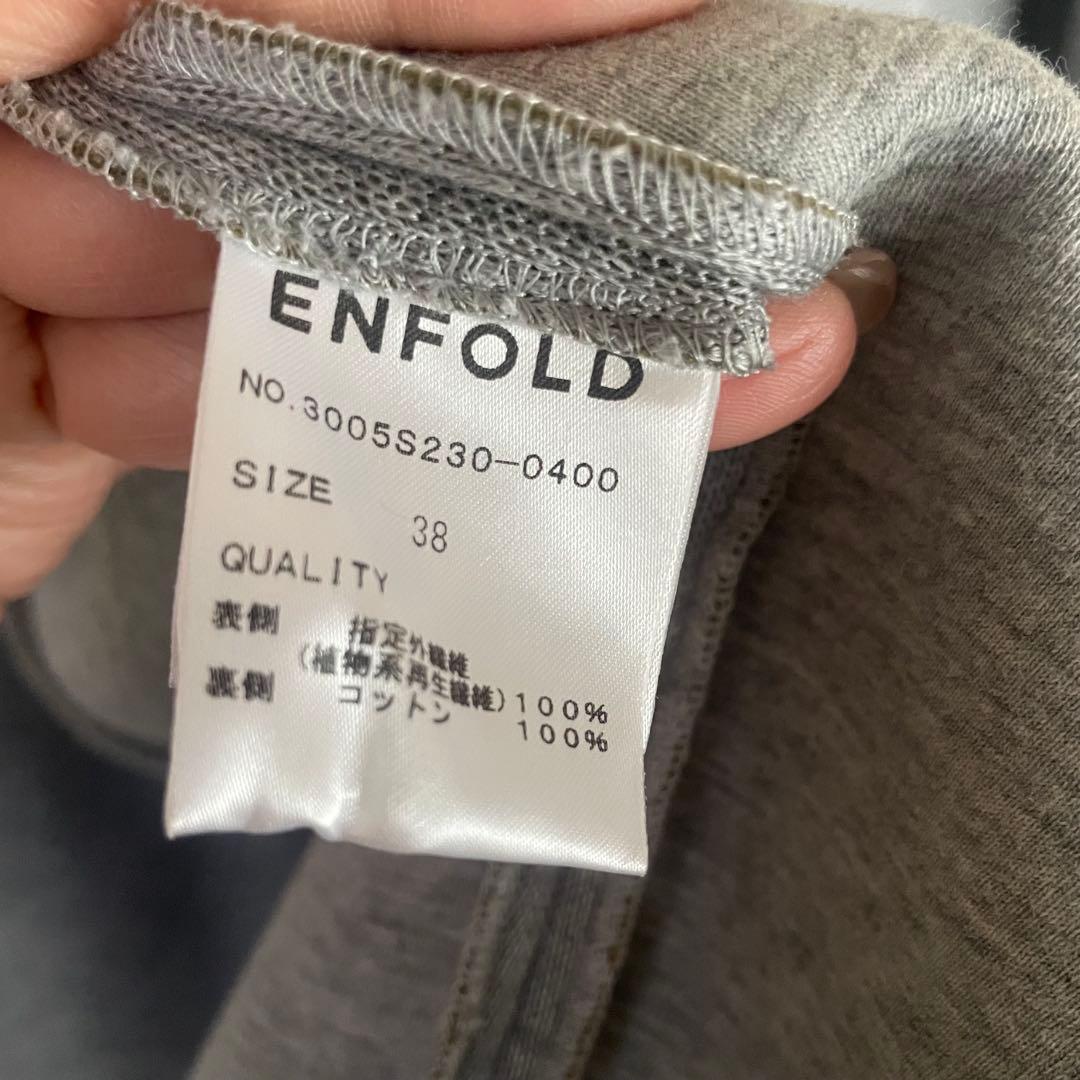 ENFOLD
NO.3005S230-0400
SIZE
38
QUALITY
表側 指定外繊維
(植物系再生繊維)100%
裏側 コットン 100%